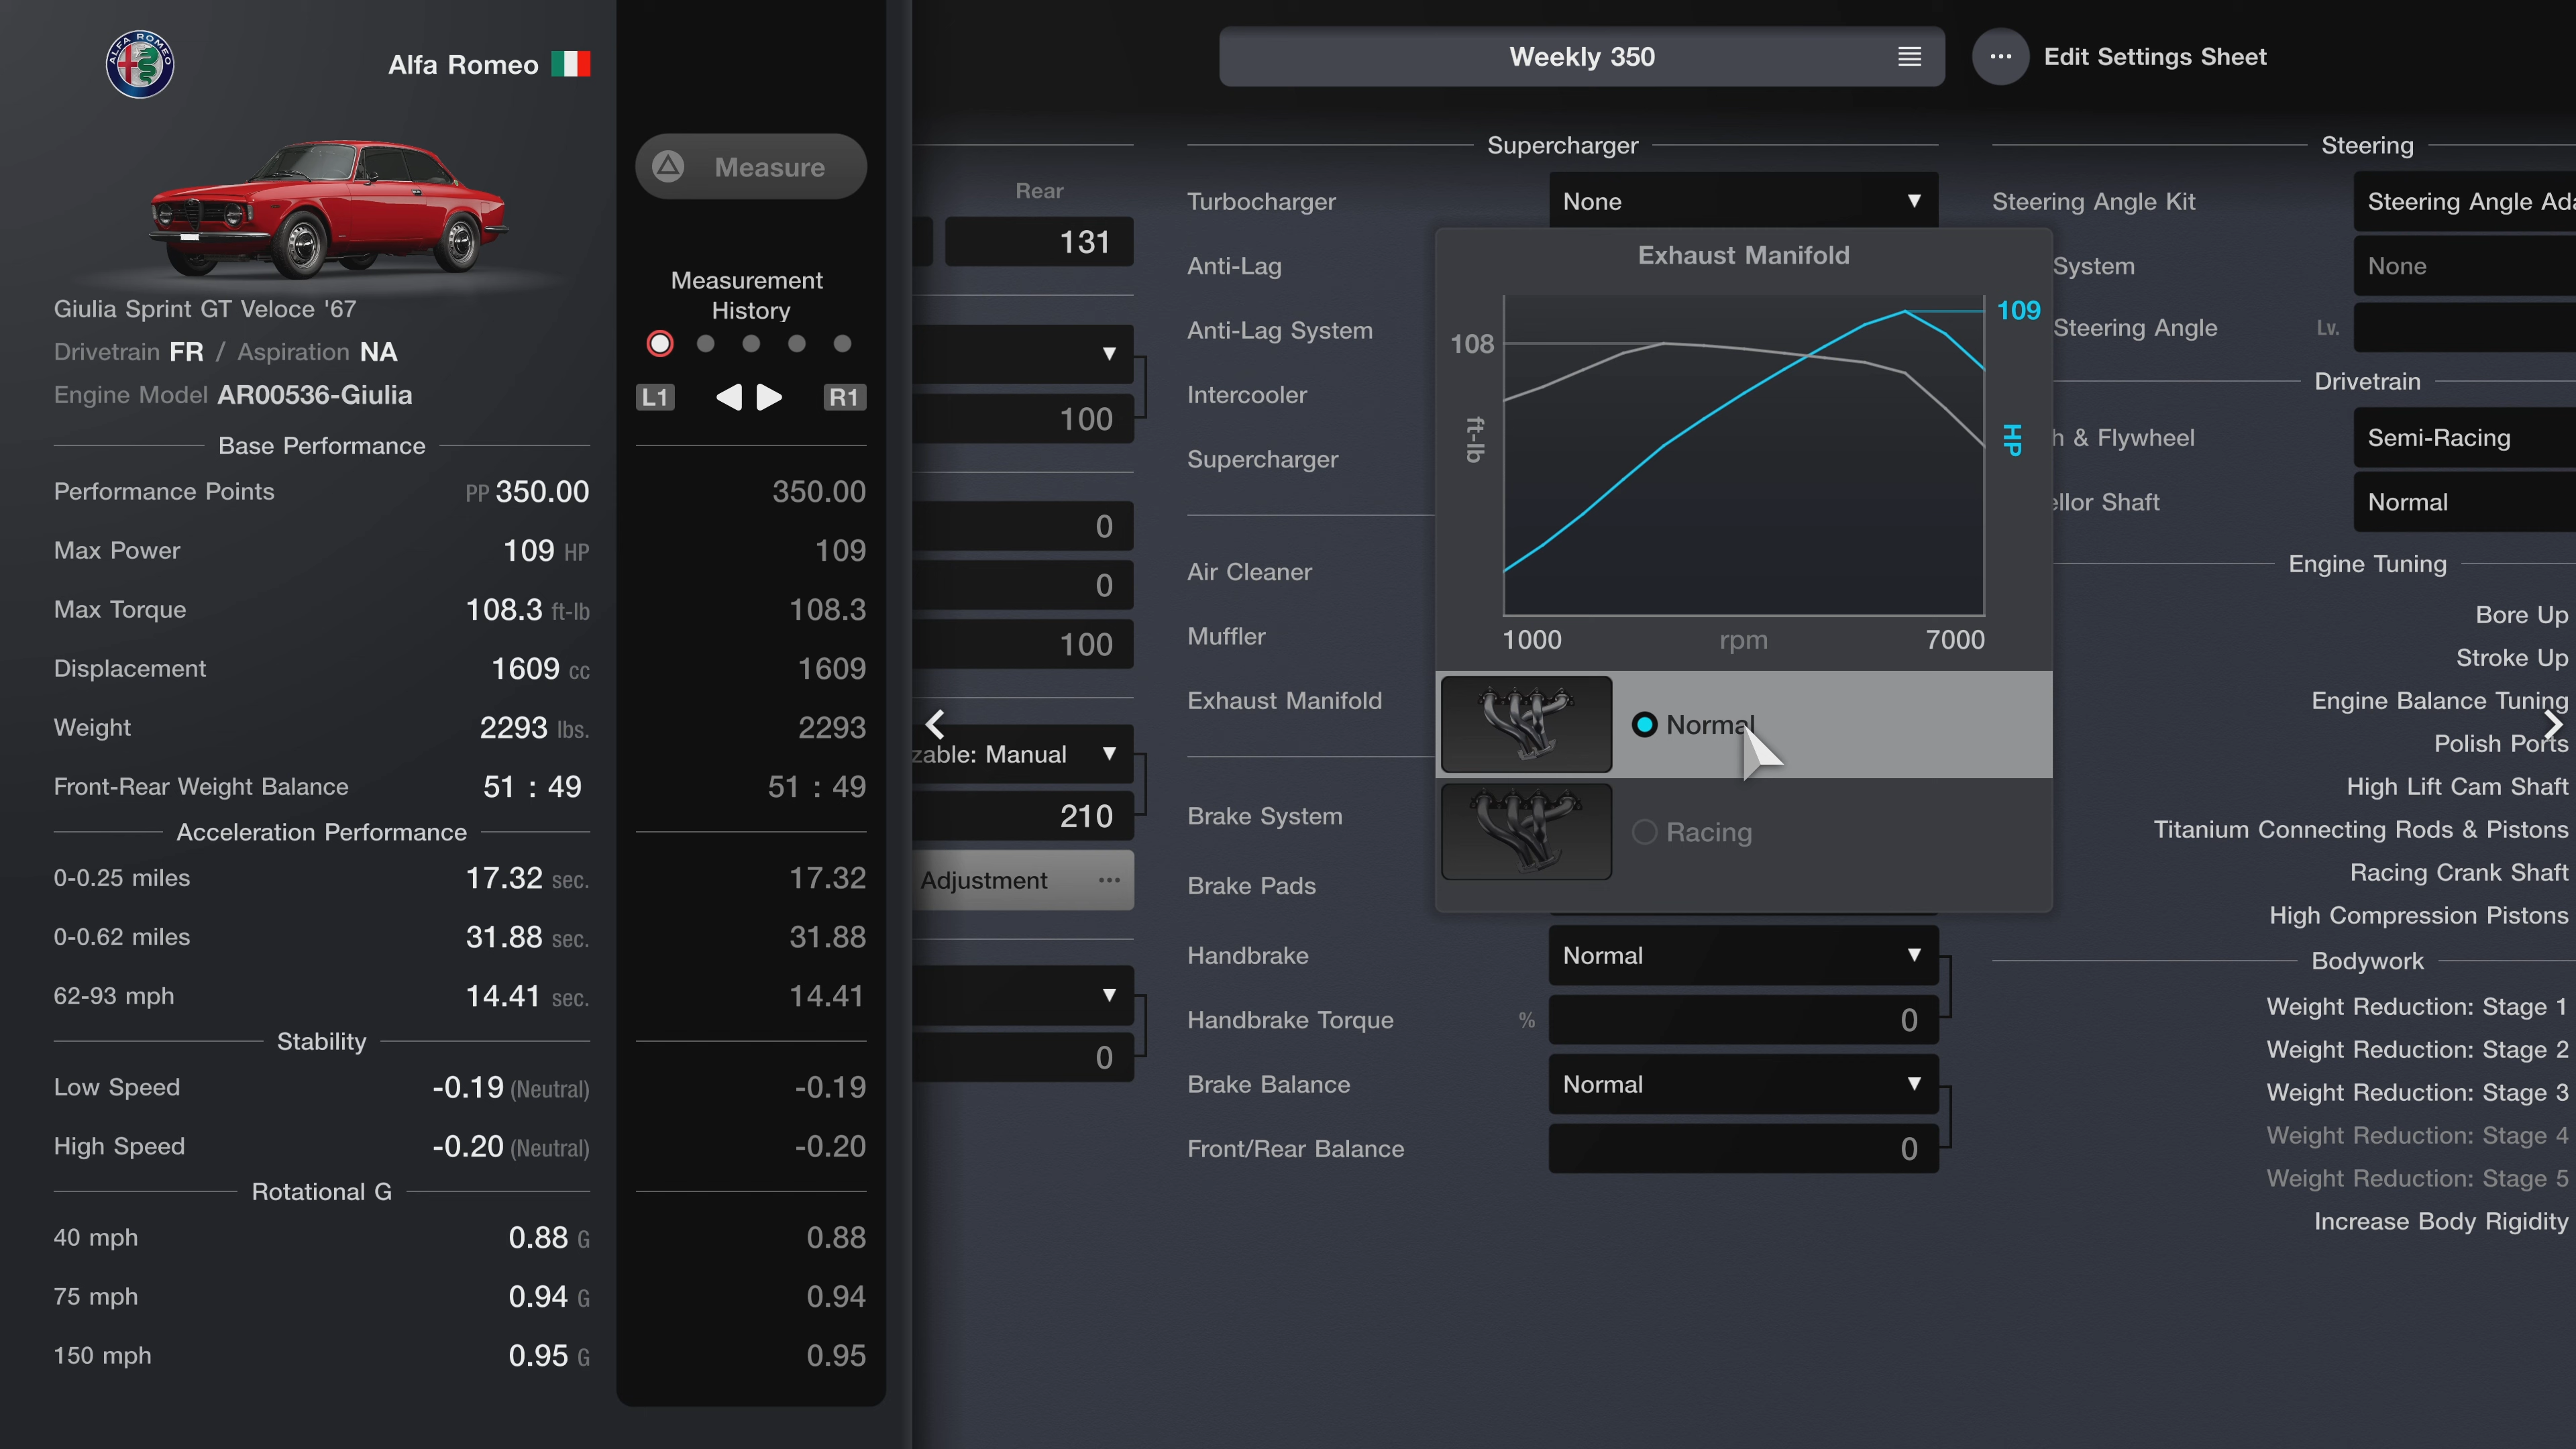 ALFA ROMEO
Alfa Romeo
Giulia Sprint GT Veloce '67
Drivetrain FR / Aspiration NA
Engine Model AR00536-Giulia
Base Performance
Performance Points PP 350.00
Max Power 109 HP
Max Torque 108.3 ft-lb
Displacement 1609 cc
Weight 2293 lbs.
Front-Rear Weight Balance 51 : 49
Acceleration Performance
0-0.25 miles 17.32 sec.
0-0.62 miles 31.88 sec.
62-93 mph 14.41 sec.
Stability
Low Speed -0.19 (Neutral)
High Speed -0.20 (Neutral)
Rotational G
40 mph 0.88 G
75 mph 0.94 G
150 mph 0.95 G
Measure
Measurement
History
L1 R1
350.00
109
108.3
1609
2293
51 : 49
17.32
31.88
14.41
-0.19
-0.20
0.88
0.94
0.95
Weekly 350
Edit Settings Sheet
Rear
131
100
0
0
100
zable: Manual
210
Adjustment
0
Supercharger
Turbocharger None
Anti-Lag
Anti-Lag System
Intercooler
Supercharger
Air Cleaner
Muffler
Exhaust Manifold
Brake System
Brake Pads
Handbrake Normal
Handbrake Torque % 0
Brake Balance Normal
Front/Rear Balance 0
Exhaust Manifold
109
108
ft-lb
HP
1000 rpm 7000
Normal
Racing
Steering
Steering Angle Kit Steering Angle Ada
System None
Steering Angle Lv.
Drivetrain
h & Flywheel Semi-Racing
ellor Shaft Normal
Engine Tuning
Bore Up
Stroke Up
Engine Balance Tuning
Polish Ports
High Lift Cam Shaft
Titanium Connecting Rods & Pistons
Racing Crank Shaft
High Compression Pistons
Bodywork
Weight Reduction: Stage 1
Weight Reduction: Stage 2
Weight Reduction: Stage 3
Weight Reduction: Stage 4
Weight Reduction: Stage 5
Increase Body Rigidity